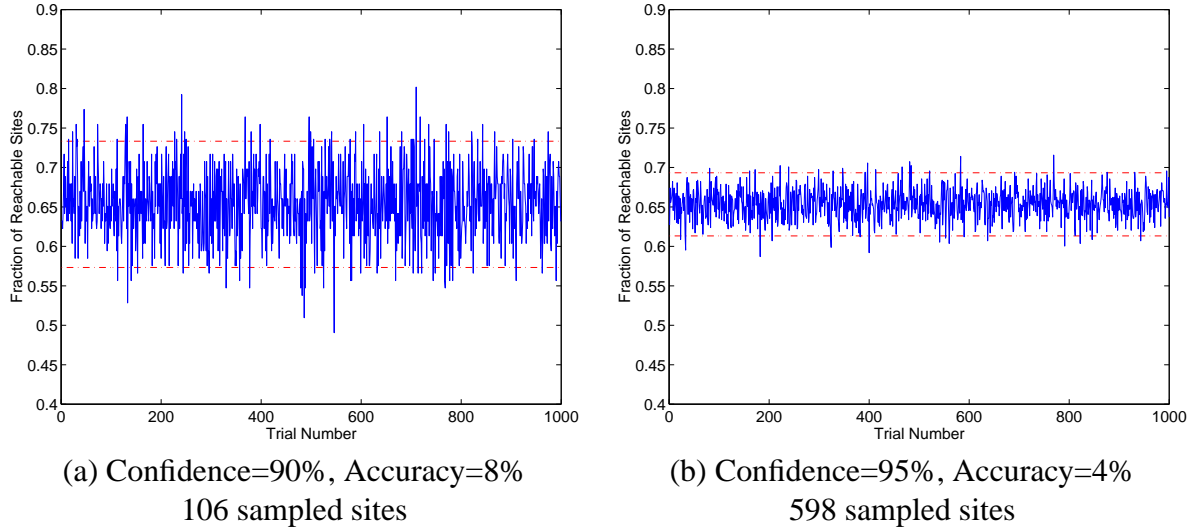 0.9
0.85
0.8
0.75
0.7
0.65
0.6
0.55
0.5
0.45
0.4
Fraction of Reachable Sites
0 200 400 600 800 1000
Trial Number
(a) Confidence=90%, Accuracy=8%
106 sampled sites
0.9
0.85
0.8
0.75
0.7
0.65
0.6
0.55
0.5
0.45
0.4
Fraction of Reachable Sites
0 200 400 600 800 1000
Trial Number
(b) Confidence=95%, Accuracy=4%
598 sampled sites